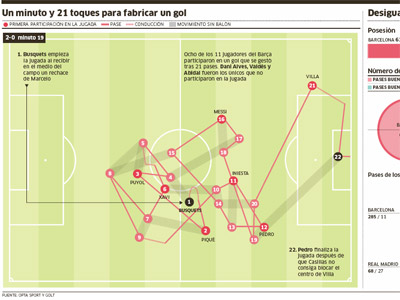 Un minuto y 21 toques para fabricar un gol
PRIMERA PARTICIPACIÓN EN LA JUGADA PASE CONDUCCIÓN MOVIMIENTO SIN BALÓN
2-0 minuto 19
1. Busquets empieza
la jugada al recibir
en el medio del
campo un rechace
de Marcelo
Ocho de los 11 jugadores del Barça
participaron en un gol que se gestó
tras 21 pases. Dani Alves, Valdés y
Abidal fueron los únicos que no
participaron en la jugada
VILLA
21
MESSI
16
17
5
15
18
22
8
3
4
INIESTA
11
PUYOL
6
10
XAVI
1
14
20
BUSQUETS
7
2
13
12
9
PIQUÉ
19
PEDRO
22. Pedro finaliza la
jugada después de
que Casillas no
consiga blocar el
centro de Villa
FUENTE: OPTA SPORT Y GOLT
Posesión
BARCELONA
PASES BUEN
PASES
Pases de los
BARCELONA
285 / 11
REAL MADRID
68 / 27